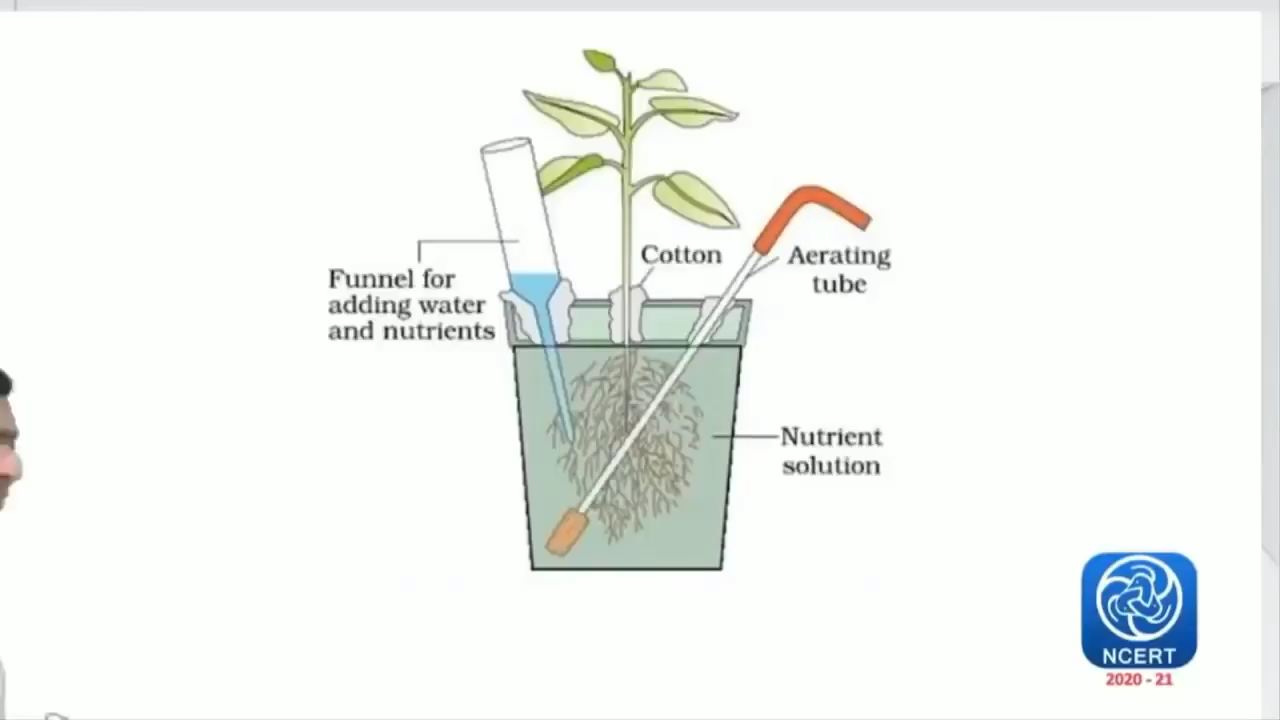 Cotton
Aerating
tube
Funnel for
adding water
and nutrients
Nutrient
solution
NCERT
2020 - 21